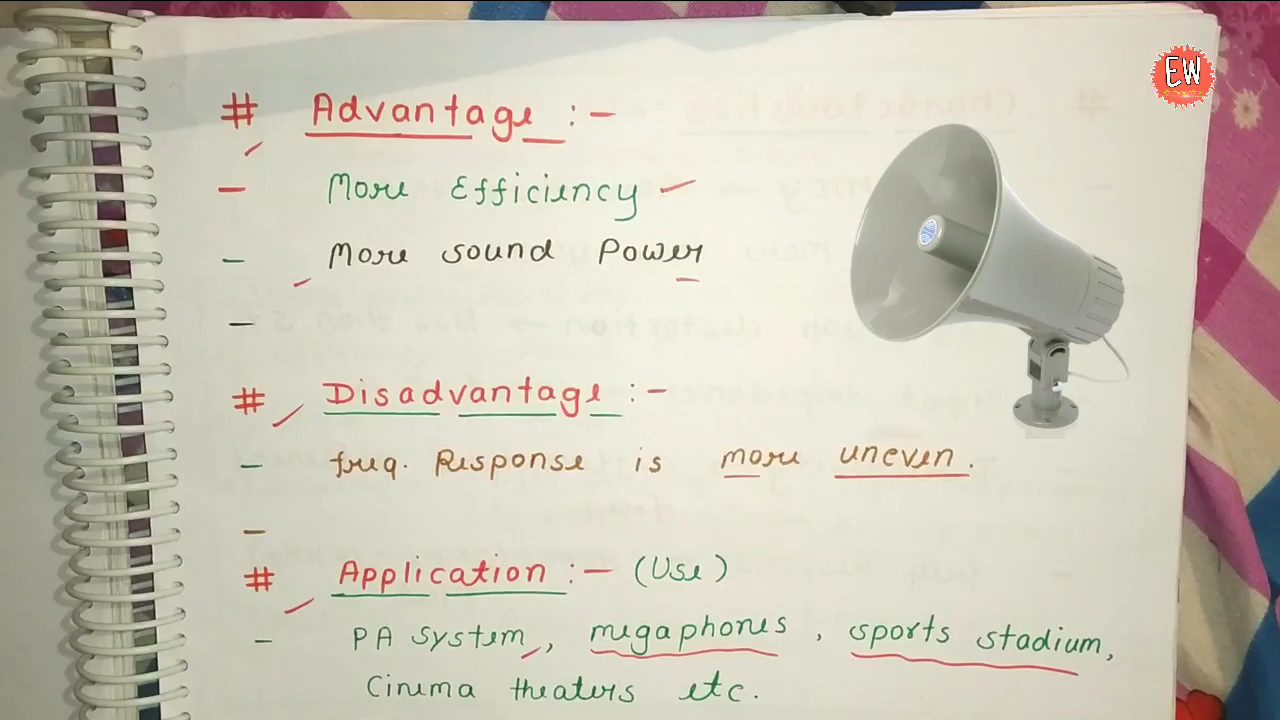 # Advantage :-
- More Efficiency -
- More sound Power
-
# Disadvantage :-
- freq. Response is more uneven.
-
# Application :- (Use)
- PA System, megaphones, sports stadium,
Cinema theaters etc.
EW